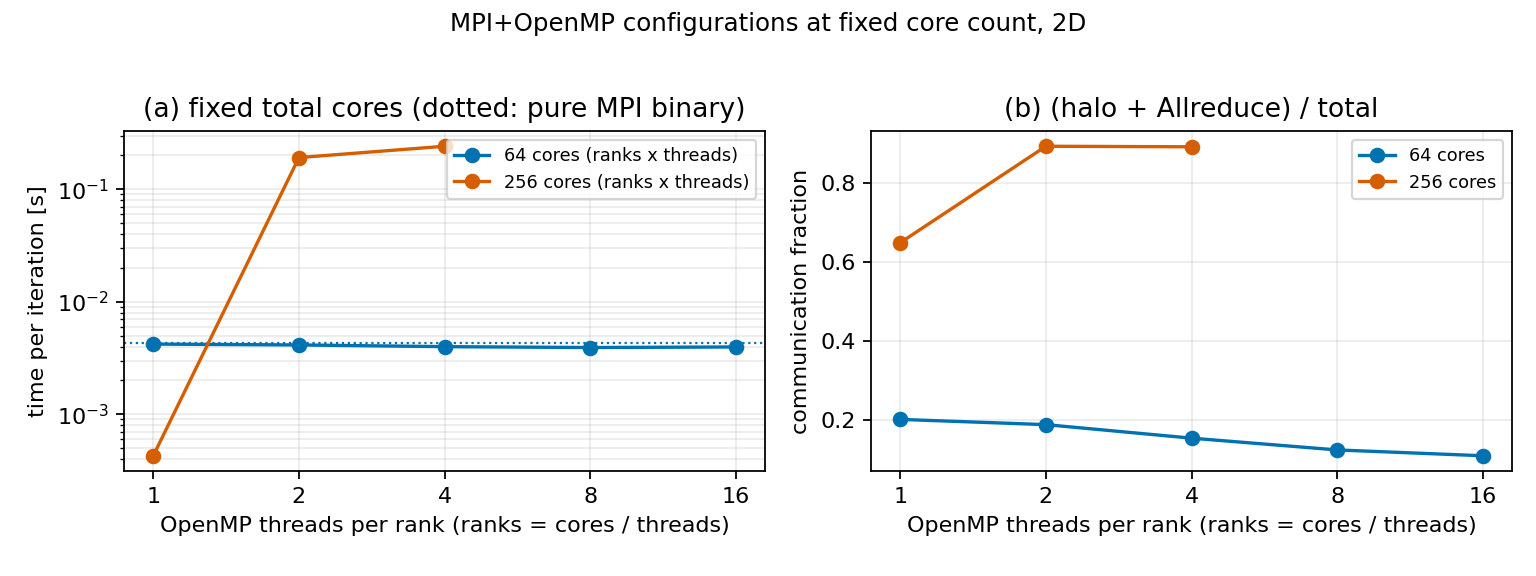 MPI+OpenMP configurations at fixed core count, 2D
(a) fixed total cores (dotted: pure MPI binary)
64 cores (ranks x threads)
256 cores (ranks x threads)
time per iteration [s]
10⁻¹
10⁻²
10⁻³
1 2 4 8 16
OpenMP threads per rank (ranks = cores / threads)
(b) (halo + Allreduce) / total
64 cores
256 cores
communication fraction
0.8
0.6
0.4
0.2
1 2 4 8 16
OpenMP threads per rank (ranks = cores / threads)